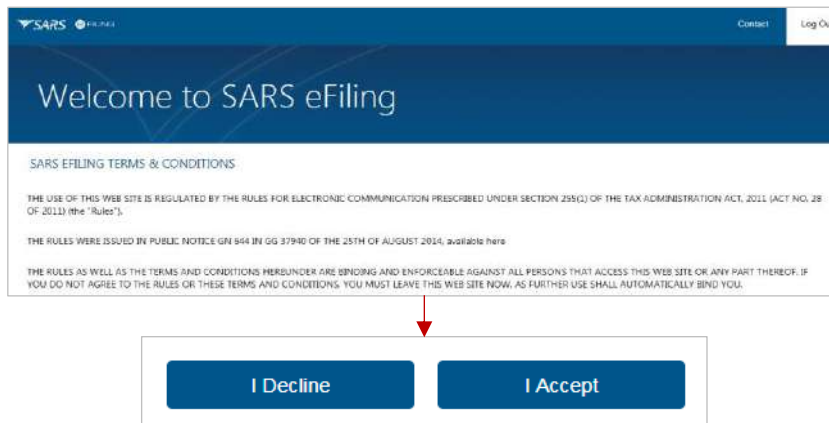 SARS eFILING
Contact
Log Ou
Welcome to SARS eFiling
SARS EFILING TERMS & CONDITIONS
THE USE OF THIS WEB SITE IS REGULATED BY THE RULES FOR ELECTRONIC COMMUNICATION PRESCRIBED UNDER SECTION 255(1) OF THE TAX ADMINISTRATION ACT, 2011 (ACT NO. 28
OF 2011) (the "Rules").
THE RULES WERE ISSUED IN PUBLIC NOTICE GN 644 IN GG 37940 OF THE 25TH OF AUGUST 2014, available here
THE RULES AS WELL AS THE TERMS AND CONDITIONS HEREUNDER ARE BINDING AND ENFORCEABLE AGAINST ALL PERSONS THAT ACCESS THIS WEB SITE OR ANY PART THEREOF. IF
YOU DO NOT AGREE TO THE RULES OR THESE TERMS AND CONDITIONS, YOU MUST LEAVE THIS WEB SITE NOW, AS FURTHER USE SHALL AUTOMATICALLY BIND YOU.
I Decline
I Accept